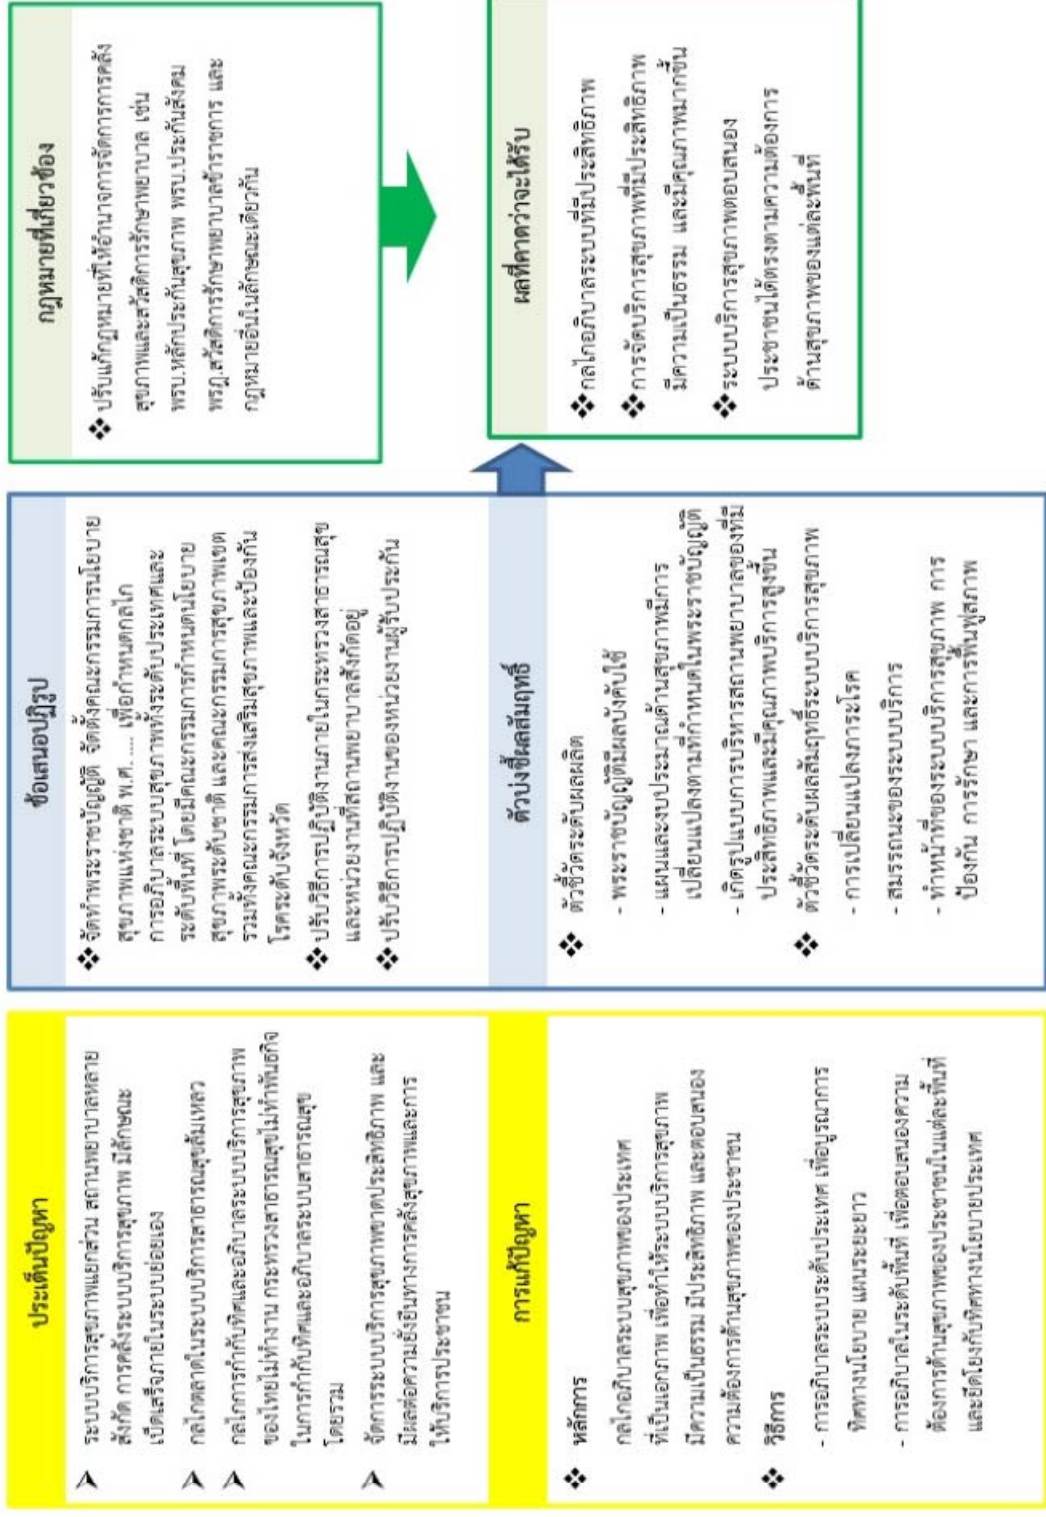 ประเด็นปัญหา
➢ ระบบบริการสุขภาพแยกส่วน สถานพยาบาลหลาย
สังกัด การคลังระบบบริการสุขภาพ มีลักษณะ
เบ็ดเสร็จภายในระบบย่อยเอง
➢ กลไกตลาดในระบบบริการสาธารณสุขล้มเหลว
➢ กลไกการกำกับทิศและอภิบาลระบบบริการสุขภาพ
ของไทยไม่ทำงาน กระทรวงสาธารณสุขไม่ทำพันธกิจ
ในการกำกับทิศและอภิบาลระบบสาธารณสุข
โดยรวม
➢ จัดการระบบบริการสุขภาพขาดประสิทธิภาพ และ
มีผลต่อความยั่งยืนทางการคลังสุขภาพและการ
ให้บริการประชาชน
การแก้ปัญหา
❖ หลักการ
กลไกอภิบาลระบบสุขภาพของประเทศ
ที่เป็นเอกภาพ เพื่อทำให้ระบบบริการสุขภาพ
มีความเป็นธรรม มีประสิทธิภาพ และตอบสนอง
ความต้องการด้านสุขภาพของประชาชน
❖ วิธีการ
- การอภิบาลระบบระดับประเทศ เพื่อบูรณาการ
ทิศทางนโยบาย แผนระยะยาว
- การอภิบาลในระดับพื้นที่ เพื่อตอบสนองความ
ต้องการด้านสุขภาพของประชาชนในแต่ละพื้นที่
และยึดโยงกับทิศทางนโยบายประเทศ
ข้อเสนอปฏิรูป
❖ จัดทำพระราชบัญญัติ จัดตั้งคณะกรรมการนโยบาย
สุขภาพแห่งชาติ พ.ศ. .... เพื่อกำหนดกลไก
การอภิบาลระบบสุขภาพทั้งระดับประเทศและ
ระดับพื้นที่ โดยมีคณะกรรมการกำหนดนโยบาย
สุขภาพระดับชาติ และคณะกรรมการสุขภาพเขต
รวมทั้งคณะกรรมการส่งเสริมสุขภาพและป้องกัน
โรคระดับจังหวัด
❖ ปรับวิธีการปฏิบัติงานภายในกระทรวงสาธารณสุข
และหน่วยงานที่สถานพยาบาลสังกัดอยู่
❖ ปรับวิธีการปฏิบัติงานของหน่วยงานผู้รับประกัน
ตัวบ่งชี้ผลสัมฤทธิ์
❖ ตัวชี้วัดระดับผลผลิต
- พระราชบัญญัติมีผลบังคับใช้
- แผนและงบประมาณด้านสุขภาพมีการ
เปลี่ยนแปลงตามที่กำหนดในพระราชบัญญัติ
- เกิดรูปแบบการบริหารสถานพยาบาลของที่มี
ประสิทธิภาพและมีคุณภาพบริการสูงขึ้น
❖ ตัวชี้วัดระดับผลสัมฤทธิ์ระบบบริการสุขภาพ
- การเปลี่ยนแปลงภาระโรค
- สมรรถนะของระบบบริการ
- ทำหน้าที่ของระบบบริการสุขภาพ การ
ป้องกัน การรักษา และการฟื้นฟูสภาพ
กฎหมายที่เกี่ยวข้อง
❖ ปรับแก้กฎหมายที่ให้อำนาจการจัดการการคลัง
สุขภาพและสวัสดิการรักษาพยาบาล เช่น
พรบ.หลักประกันสุขภาพ พรบ.ประกันสังคม
พรฎ.สวัสดิการรักษาพยาบาลข้าราชการ และ
กฎหมายอื่นในลักษณะเดียวกัน
ผลที่คาดว่าจะได้รับ
❖ กลไกอภิบาลระบบที่มีประสิทธิภาพ
❖ การจัดบริการสุขภาพที่มีประสิทธิภาพ
มีความเป็นธรรม และมีคุณภาพมากขึ้น
❖ ระบบบริการสุขภาพตอบสนอง
ประชาชนได้ตรงตามความต้องการ
ด้านสุขภาพของแต่ละพื้นที่